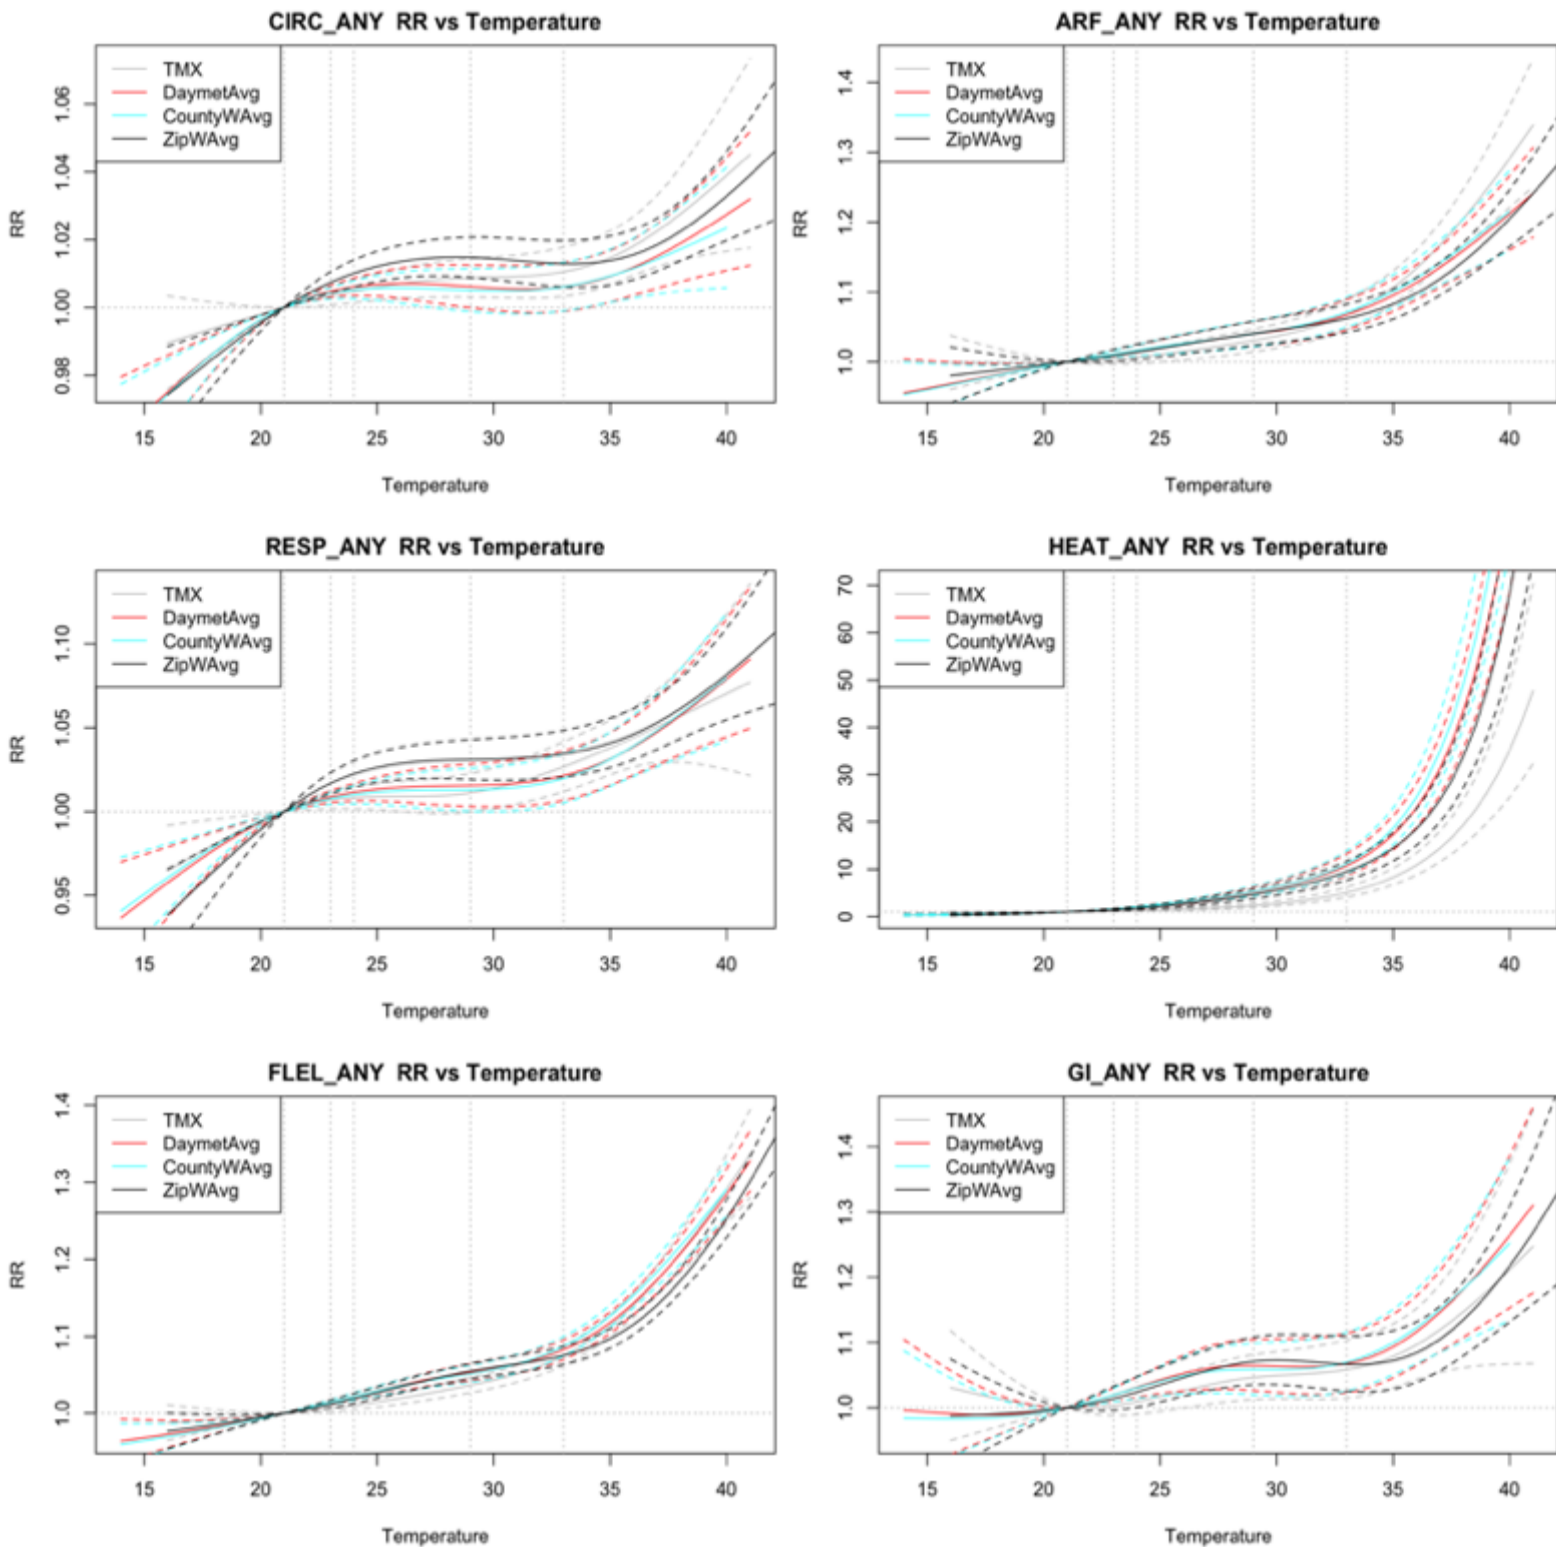 CIRC_ANY RR vs Temperature
TMX
DaymetAvg
CountyWAvg
ZipWAvg
RR
1.06
1.04
1.02
1.00
0.98
15 20 25 30 35 40
Temperature
ARF_ANY RR vs Temperature
TMX
DaymetAvg
CountyWAvg
ZipWAvg
RR
1.4
1.3
1.2
1.1
1.0
15 20 25 30 35 40
Temperature
RESP_ANY RR vs Temperature
TMX
DaymetAvg
CountyWAvg
ZipWAvg
RR
1.10
1.05
1.00
0.95
15 20 25 30 35 40
Temperature
HEAT_ANY RR vs Temperature
TMX
DaymetAvg
CountyWAvg
ZipWAvg
RR
70
60
50
40
30
20
10
0
15 20 25 30 35 40
Temperature
FLEL_ANY RR vs Temperature
TMX
DaymetAvg
CountyWAvg
ZipWAvg
RR
1.4
1.3
1.2
1.1
1.0
15 20 25 30 35 40
Temperature
GI_ANY RR vs Temperature
TMX
DaymetAvg
CountyWAvg
ZipWAvg
RR
1.4
1.3
1.2
1.1
1.0
15 20 25 30 35 40
Temperature